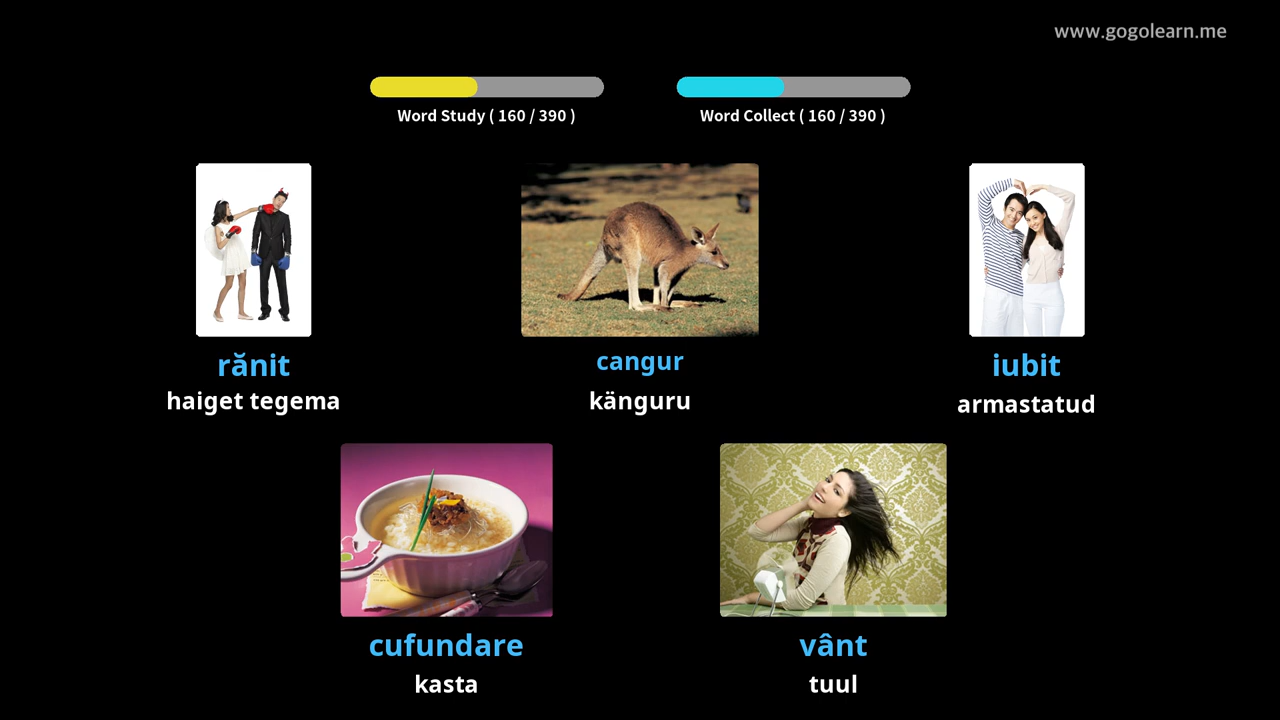 www.gogolearn.me
Word Study ( 160 / 390 )
Word Collect ( 160 / 390 )
rănit
haiget tegema
cangur
känguru
iubit
armastatud
cufundare
kasta
vânt
tuul